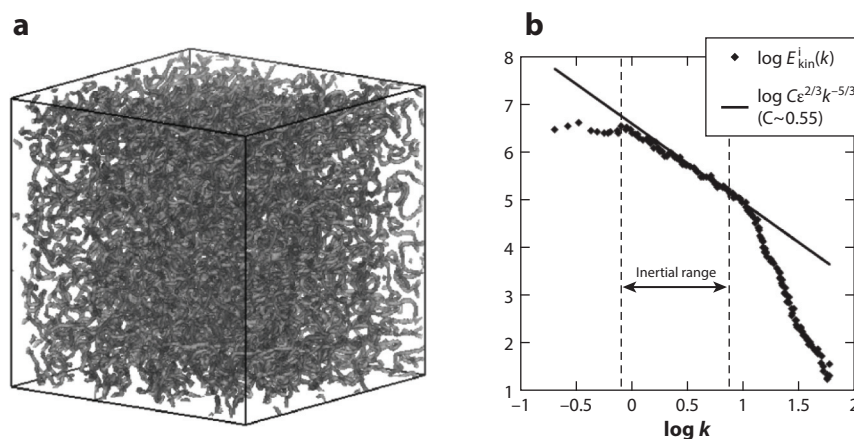 a
b
8
7
6
5
4
3
2
1
log E^i_kin(k)
log Cε^2/3 k^−5/3
(C~0.55)
Inertial range
−1
−0.5
0
0.5
1
1.5
2
log k